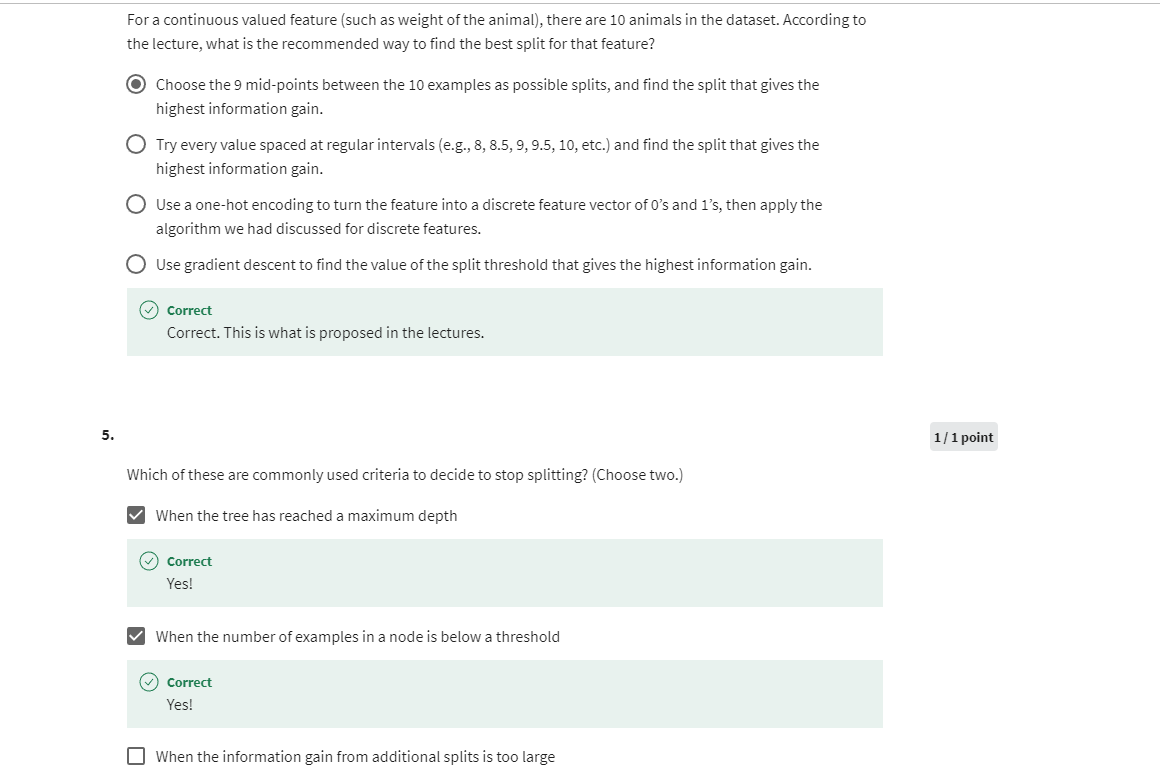 For a continuous valued feature (such as weight of the animal), there are 10 animals in the dataset. According to
the lecture, what is the recommended way to find the best split for that feature?
Choose the 9 mid-points between the 10 examples as possible splits, and find the split that gives the
highest information gain.
Try every value spaced at regular intervals (e.g., 8, 8.5, 9, 9.5, 10, etc.) and find the split that gives the
highest information gain.
Use a one-hot encoding to turn the feature into a discrete feature vector of 0’s and 1’s, then apply the
algorithm we had discussed for discrete features.
Use gradient descent to find the value of the split threshold that gives the highest information gain.
Correct
Correct. This is what is proposed in the lectures.
5.
1 / 1 point
Which of these are commonly used criteria to decide to stop splitting? (Choose two.)
When the tree has reached a maximum depth
Correct
Yes!
When the number of examples in a node is below a threshold
Correct
Yes!
When the information gain from additional splits is too large